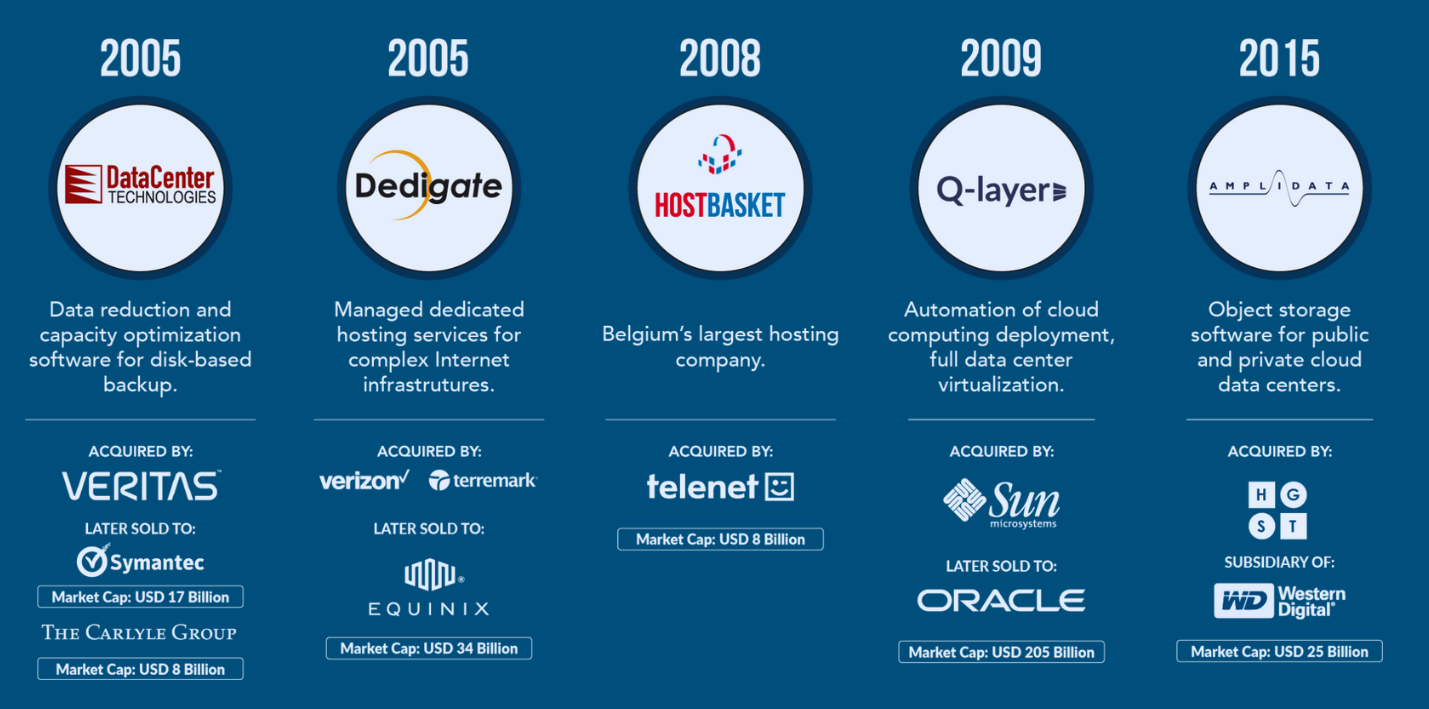 2005
DataCenter
TECHNOLOGIES
Data reduction and
capacity optimization
software for disk-based
backup.
ACQUIRED BY:
VERITAS™
LATER SOLD TO:
Symantec
Market Cap: USD 17 Billion
THE CARLYLE GROUP
Market Cap: USD 8 Billion
2005
Dedigate
Managed dedicated
hosting services for
complex Internet
infrastrutures.
ACQUIRED BY:
verizon✓ terremark
LATER SOLD TO:
EQUINIX®
Market Cap: USD 34 Billion
2008
HOSTBASKET
Belgium’s largest hosting
company.
ACQUIRED BY:
telenet
Market Cap: USD 8 Billion
2009
Q-layer
Automation of cloud
computing deployment,
full data center
virtualization.
ACQUIRED BY:
Sun
microsystems
LATER SOLD TO:
ORACLE
Market Cap: USD 205 Billion
2015
AMPLIDATA
Object storage
software for public
and private cloud
data centers.
ACQUIRED BY:
H G
S T
SUBSIDIARY OF:
WD Western
Digital®
Market Cap: USD 25 Billion